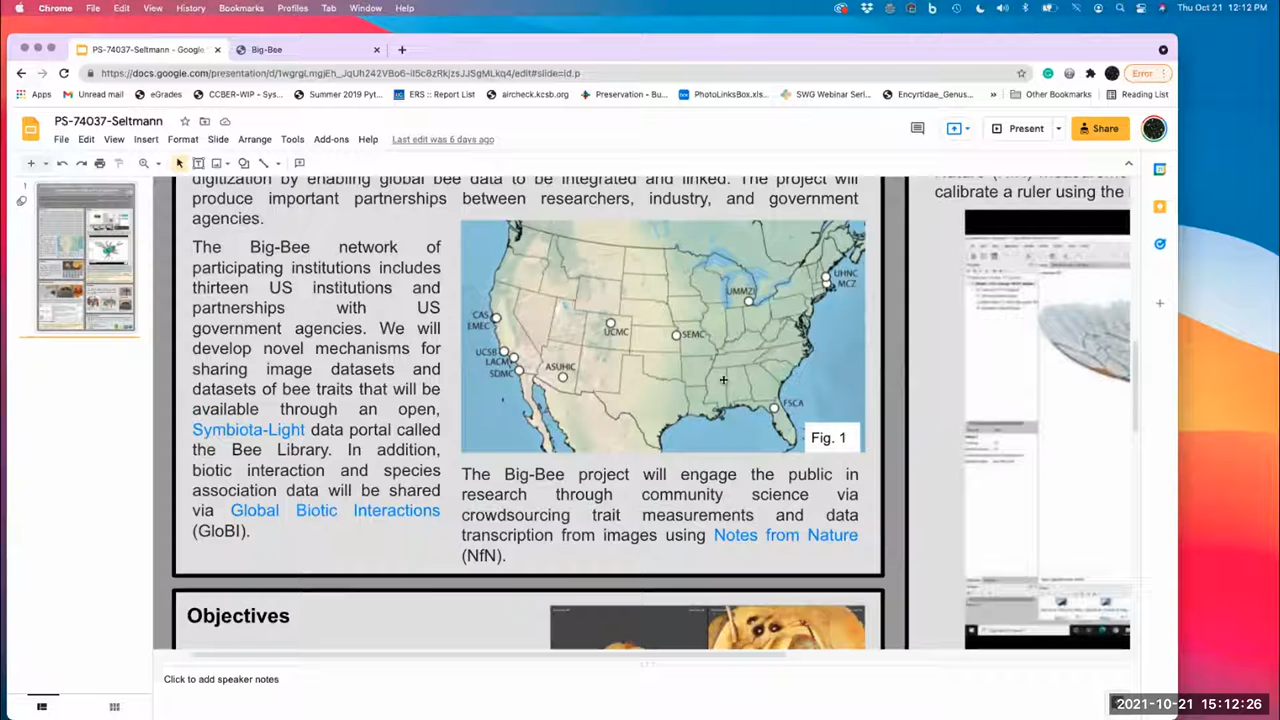 Chrome File Edit View History Bookmarks Profiles Tab Window Help Thu Oct 21 12:12 PM
PS-74037-Seltmann - Google Big-Bee
Error
Apps Unread mail eGrades CCBER-WIP - Sys... Summer 2019 Pyt... ERS :: Report List aircheck.kcsb.org Preservation - Bu... PhotoLinksBox.xls... SWG Webinar Seri... Encyrtidae_Genus... » Other Bookmarks Reading List
PS-74037-Seltmann
File Edit View Insert Format Slide Arrange Tools Add-ons Help Last edit was 6 days ago
Present Share
1
digitization by enabling global bee data to be integrated and linked. The project will
produce important partnerships between researchers, industry, and government
agencies.
The Big-Bee network of
participating institutions includes
thirteen US institutions and
partnerships with US
government agencies. We will
develop novel mechanisms for
sharing image datasets and
datasets of bee traits that will be
available through an open,
Symbiota-Light data portal called
the Bee Library. In addition
biotic interaction and species
association data will be shared
via Global Biotic Interactions
(GloBI).
CAS
EMEC
UCSB
LACM
SDMC
ASUHIC
UCMC
SEMC
UMMZI
UHNC
MCZ
FSCA
Fig. 1
The Big-Bee project will engage the public in
research through community science via
crowdsourcing trait measurements and data
transcription from images using Notes from Nature
(NfN).
Objectives
calibrate a ruler using the
Click to add speaker notes
2021-10-21 15:12:26